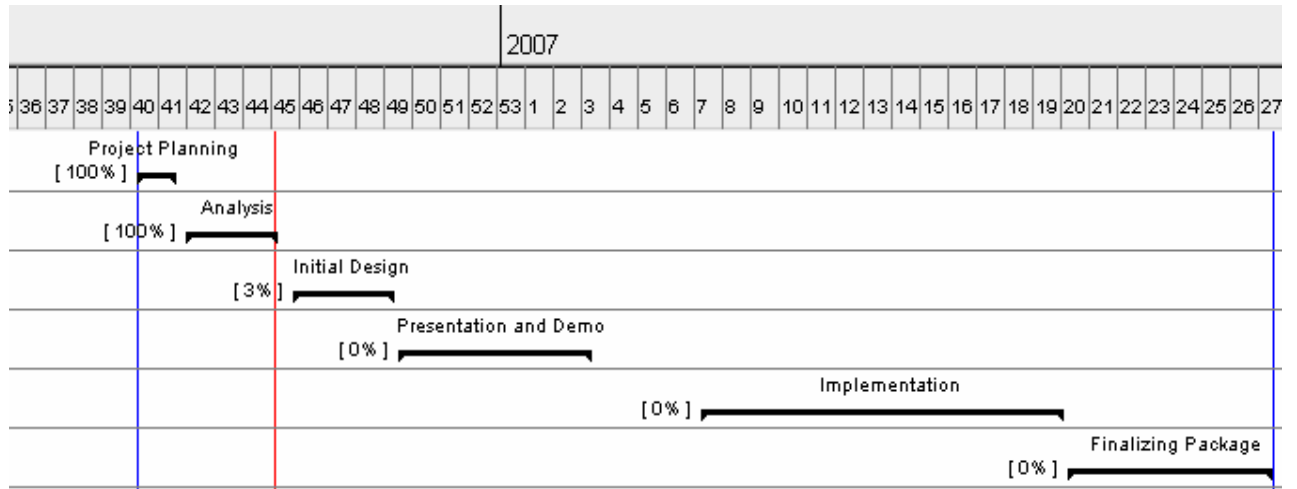 2007
36 37 38 39 40 41 42 43 44 45 46 47 48 49 50 51 52 53 1 2 3 4 5 6 7 8 9 10 11 12 13 14 15 16 17 18 19 20 21 22 23 24 25 26 27
Project Planning
[ 100% ]
Analysis
[ 100% ]
Initial Design
[ 3% ]
Presentation and Demo
[ 0% ]
Implementation
[ 0% ]
Finalizing Package
[ 0% ]